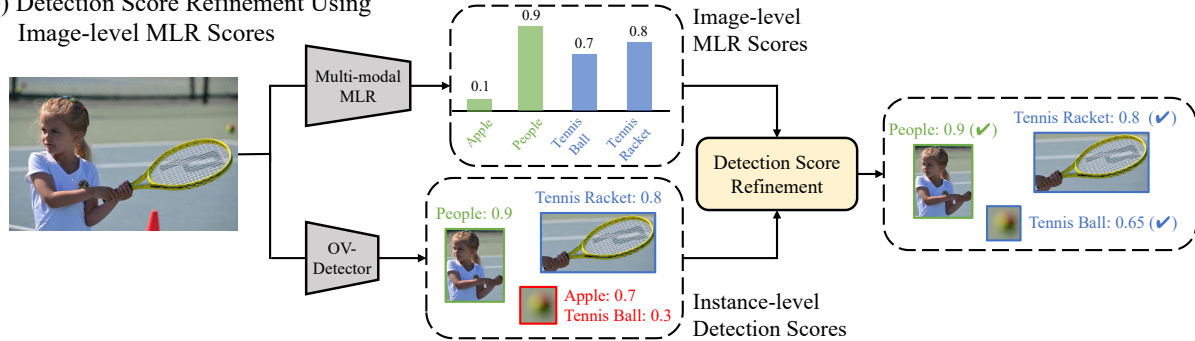 ) Detection Score Refinement Using
Image-level MLR Scores
Multi-modal
MLR
0.1
0.9
0.7
0.8
Apple
People
Tennis
Ball
Tennis
Racket
Image-level
MLR Scores
OV-
Detector
People: 0.9
Tennis Racket: 0.8
Apple: 0.7
Tennis Ball: 0.3
Instance-level
Detection Scores
Detection Score
Refinement
People: 0.9 (✔)
Tennis Racket: 0.8 (✔)
Tennis Ball: 0.65 (✔)